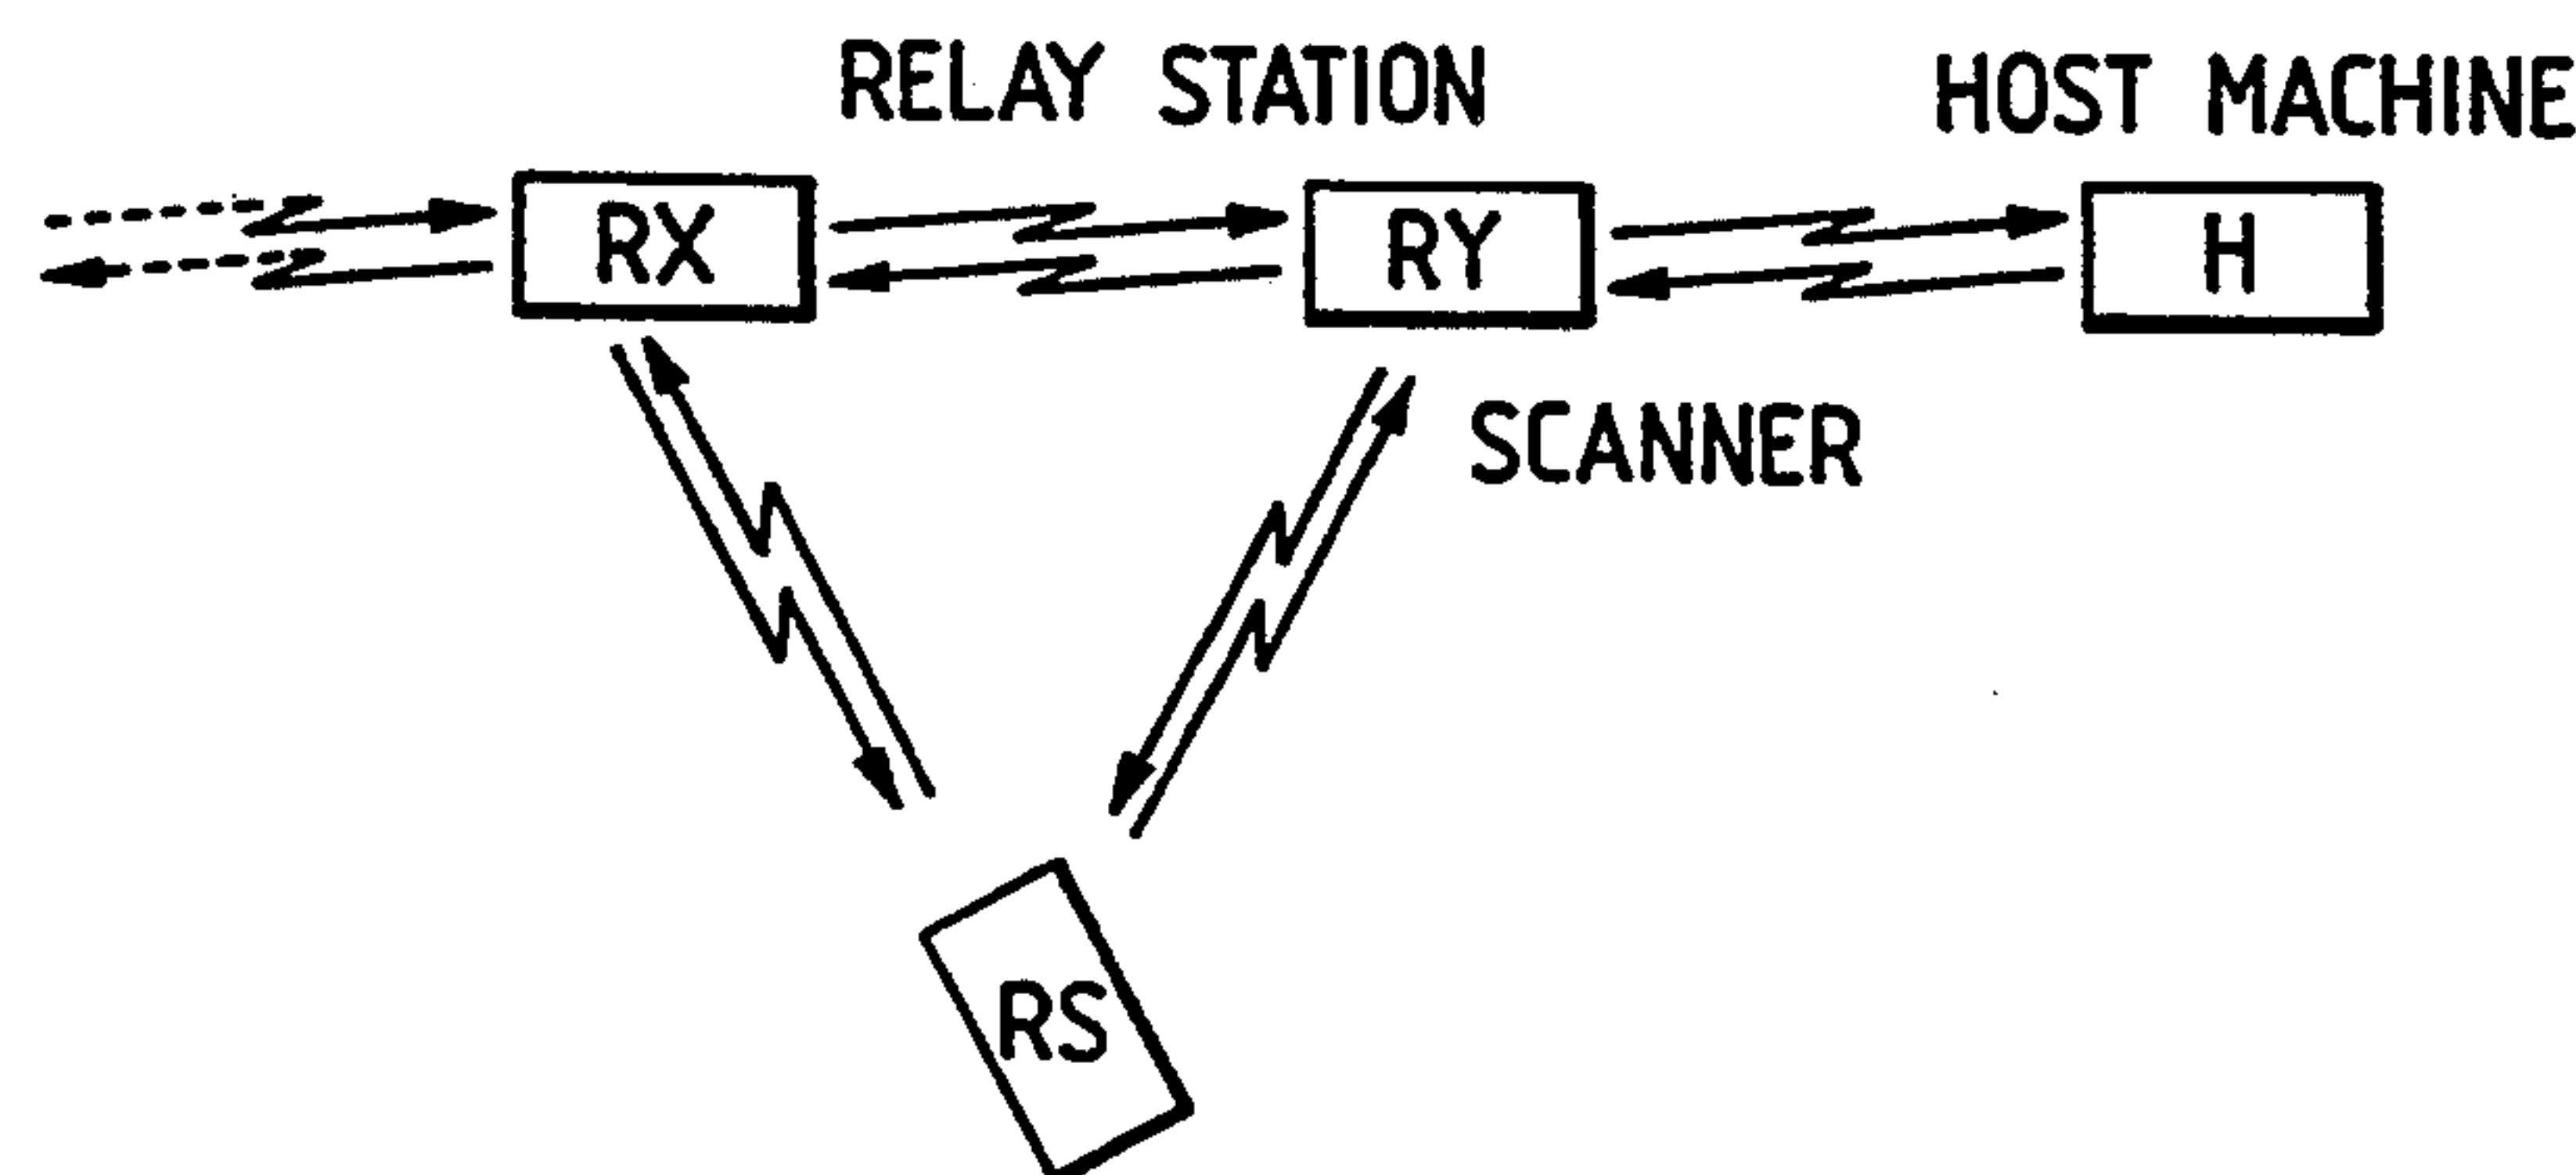 RELAY STATION
HOST MACHINE
RX
RY
H
SCANNER
RS